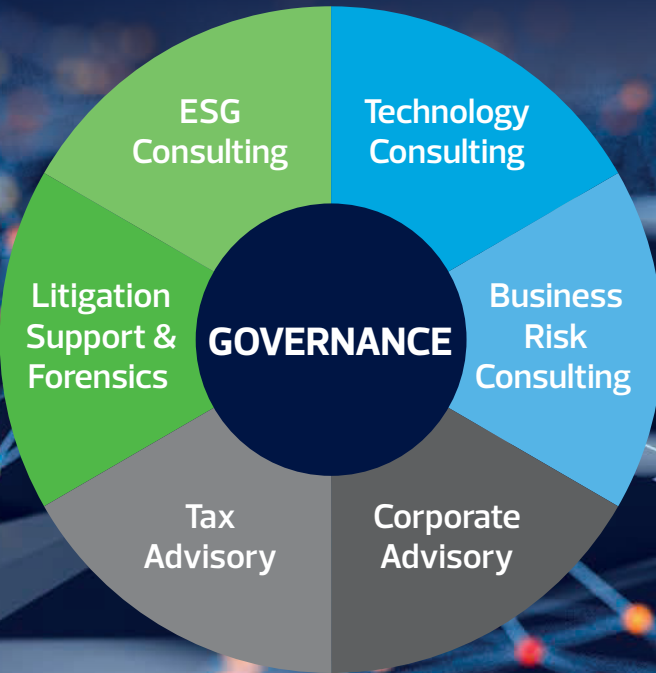 ESG
Consulting
Technology
Consulting
Litigation
Support &
Forensics
GOVERNANCE
Business
Risk
Consulting
Tax
Advisory
Corporate
Advisory